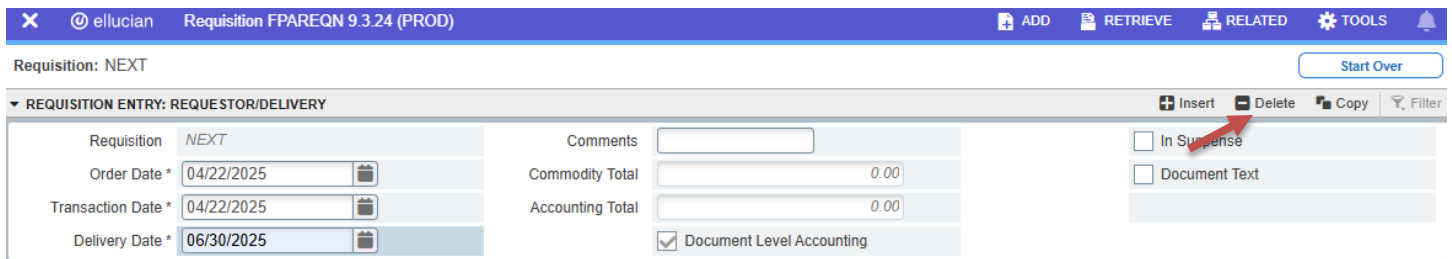 ellucian Requisition FPAREQN 9.3.24 (PROD) ADD RETRIEVE RELATED TOOLS
Requisition: NEXT Start Over
REQUISITION ENTRY: REQUESTOR/DELIVERY Insert Delete Copy Filter
Requisition NEXT Comments In Suspense
Order Date * 04/22/2025 Commodity Total 0.00 Document Text
Transaction Date * 04/22/2025 Accounting Total 0.00
Delivery Date * 06/30/2025 Document Level Accounting